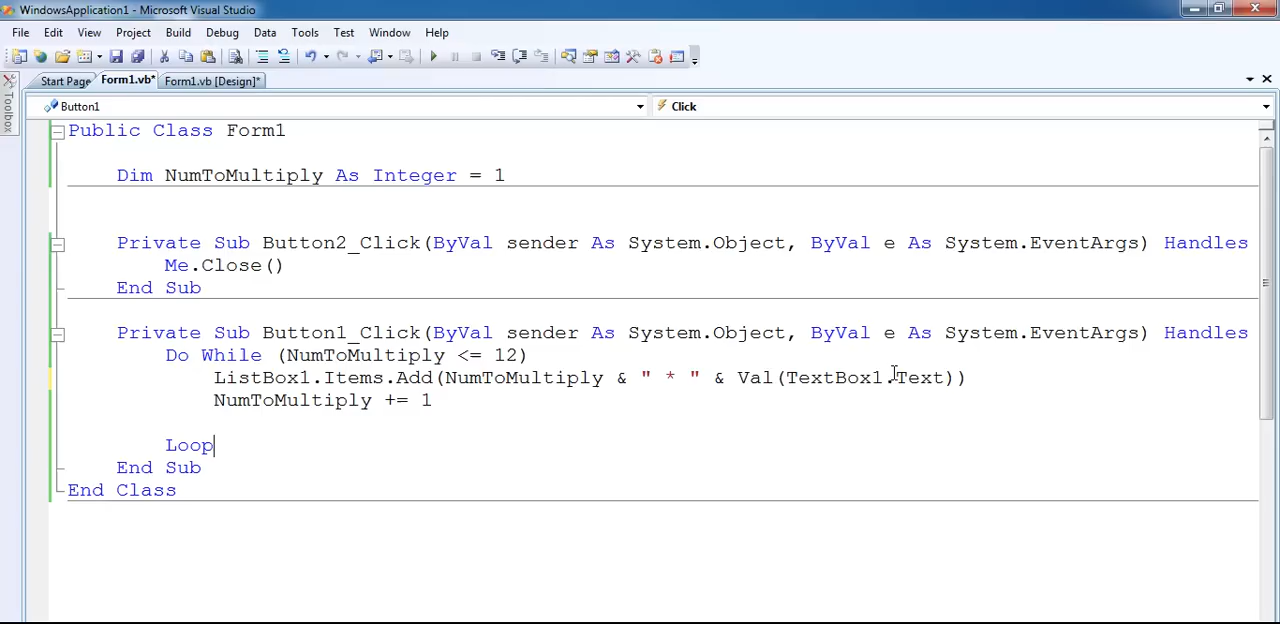 WindowsApplication1 - Microsoft Visual Studio
File Edit View Project Build Debug Data Tools Test Window Help
Start Page Form1.vb* Form1.vb [Design]*
Toolbox
Button1 Click
Public Class Form1
Dim NumToMultiply As Integer = 1
Private Sub Button2_Click(ByVal sender As System.Object, ByVal e As System.EventArgs) Handles
Me.Close()
End Sub
Private Sub Button1_Click(ByVal sender As System.Object, ByVal e As System.EventArgs) Handles
Do While (NumToMultiply <= 12)
ListBox1.Items.Add(NumToMultiply & " * " & Val(TextBox1.Text))
NumToMultiply += 1
Loop
End Sub
End Class